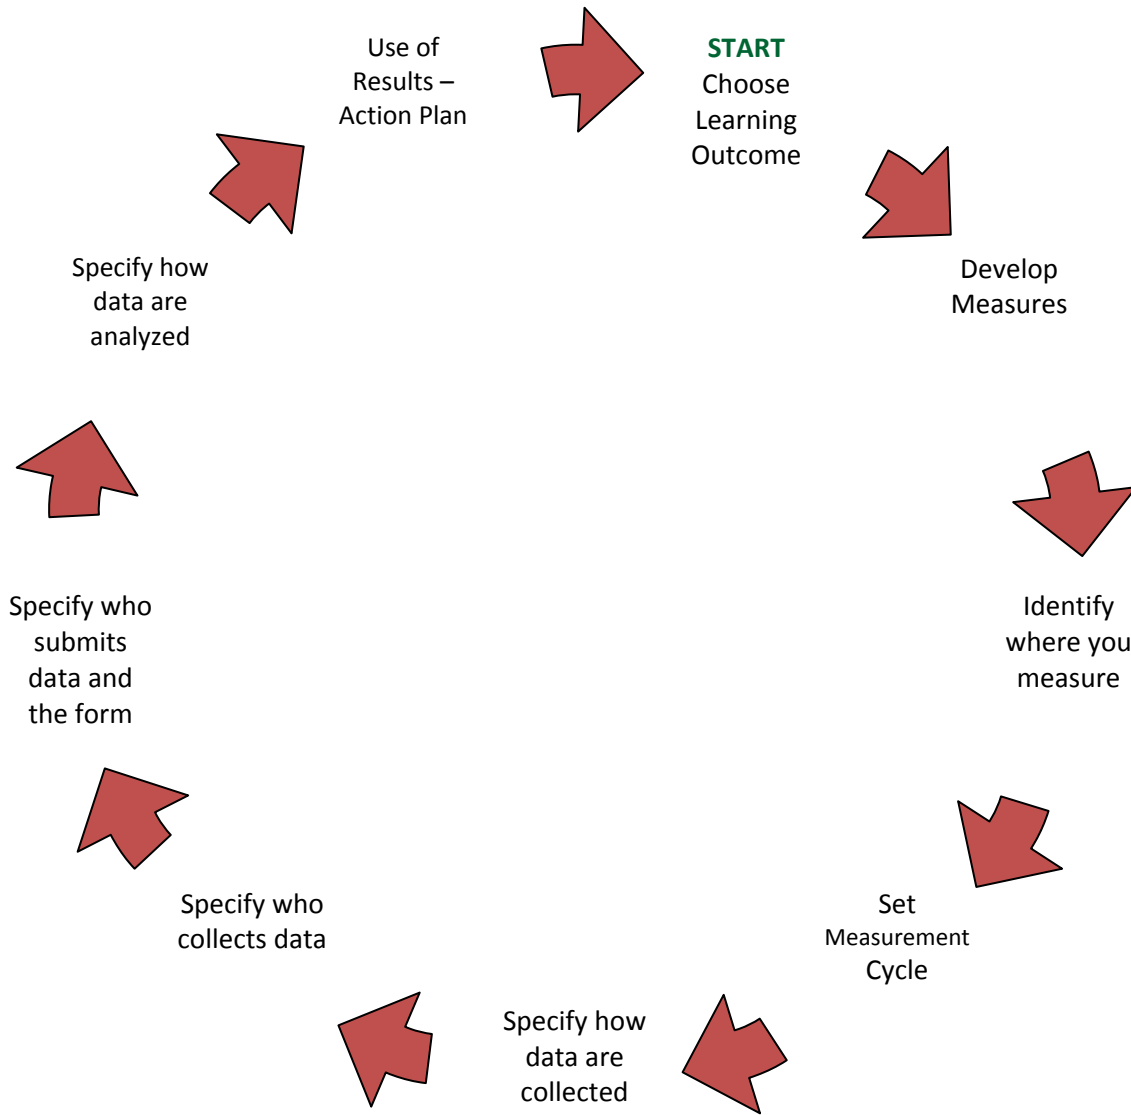 START
Choose
Learning
Outcome
Develop
Measures
Identify
where you
measure
Set
Measurement
Cycle
Specify how
data are
collected
Specify who
collects data
Specify who
submits
data and
the form
Specify how
data are
analyzed
Use of
Results –
Action Plan